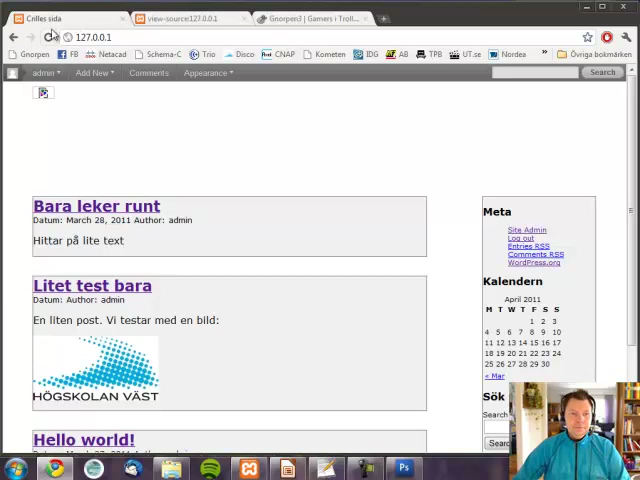 Crilles sida
view-source:127.0.0.1
Gnorpen3 | Gamers i Troll...
127.0.0.1
Gnorpen
FB
Netacad
Schema-C
Trio
Disco
CNAP
Kometen
IDG
AB
TPB
UT.se
Nordea
»
Other bookmarks
admin
Add New
Comments
Appearance
Search
Bara leker runt
Datum: March 28, 2011 Author: admin
Hittar på lite text
Litet test bara
Datum: Author: admin
En liten post. Vi testar med en bild:
HÖGSKOLAN VÄST
Hello world!
Meta
Site Admin
Log out
Entries RSS
Comments RSS
WordPress.org
Kalendern
April 2011
M T W T F S S
1 2 3
4 5 6 7 8 9 10
11 12 13 14 15 16 17
18 19 20 21 22 23 24
25 26 27 28 29 30
« Mar
Sök
Search
Searc
Ps